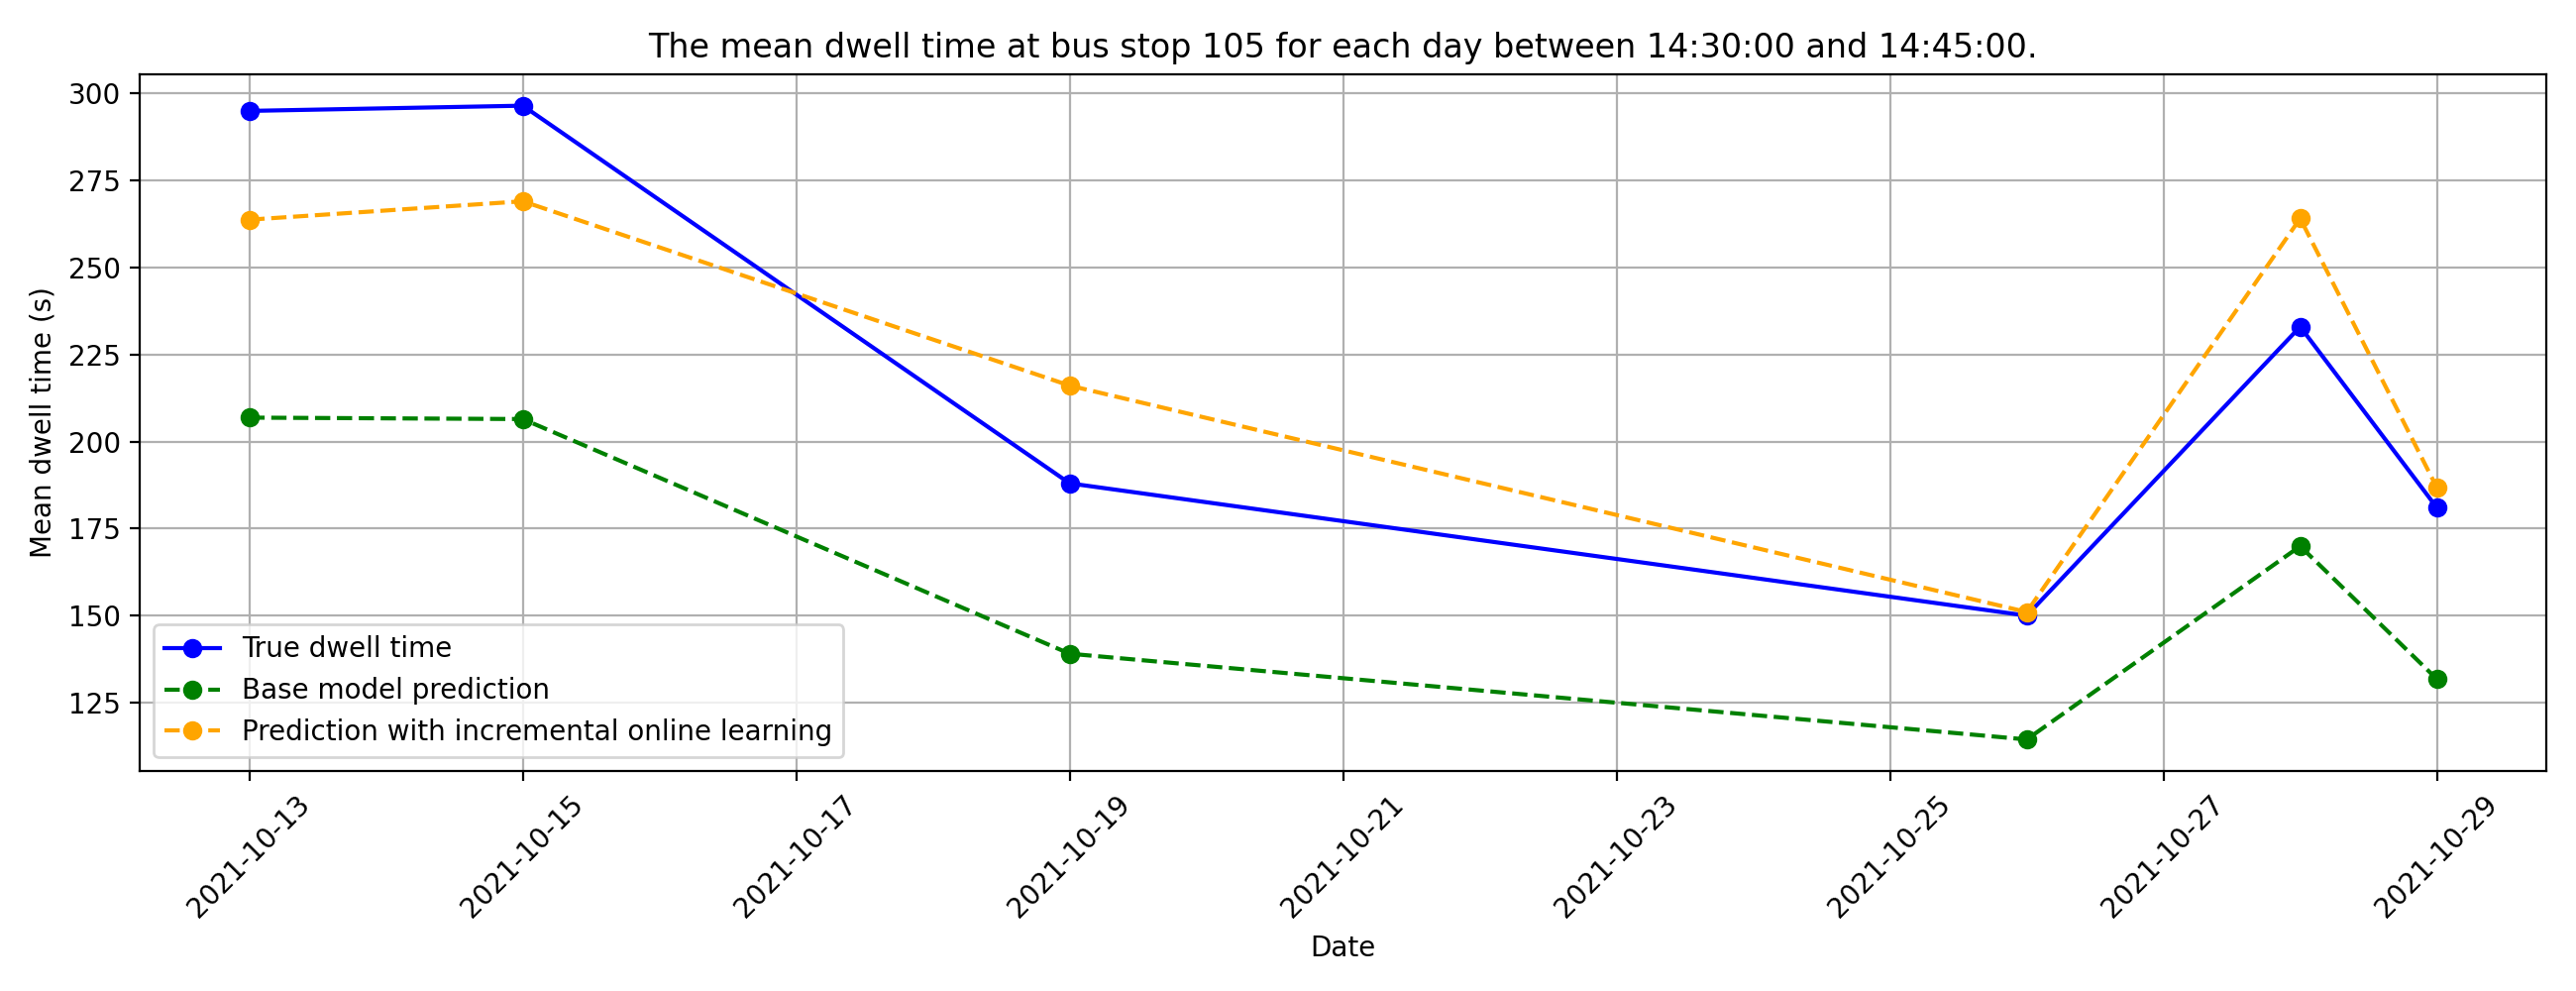 The mean dwell time at bus stop 105 for each day between 14:30:00 and 14:45:00.
Mean dwell time (s)
300
275
250
225
200
175
150
125
True dwell time
Base model prediction
Prediction with incremental online learning
2021-10-13
2021-10-15
2021-10-17
2021-10-19
2021-10-21
2021-10-23
2021-10-25
2021-10-27
2021-10-29
Date